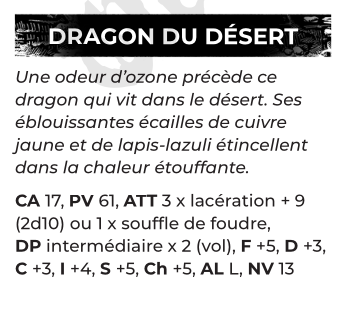 DRAGON DU DÉSERT
Une odeur d’ozone précède ce
dragon qui vit dans le désert. Ses
éblouissantes écailles de cuivre
jaune et de lapis-lazuli étincellent
dans la chaleur étouffante.
CA 17, PV 61, ATT 3 x lacération + 9
(2d10) ou 1 x souffle de foudre,
DP intermédiaire x 2 (vol), F +5, D +3,
C +3, I +4, S +5, Ch +5, AL L, NV 13